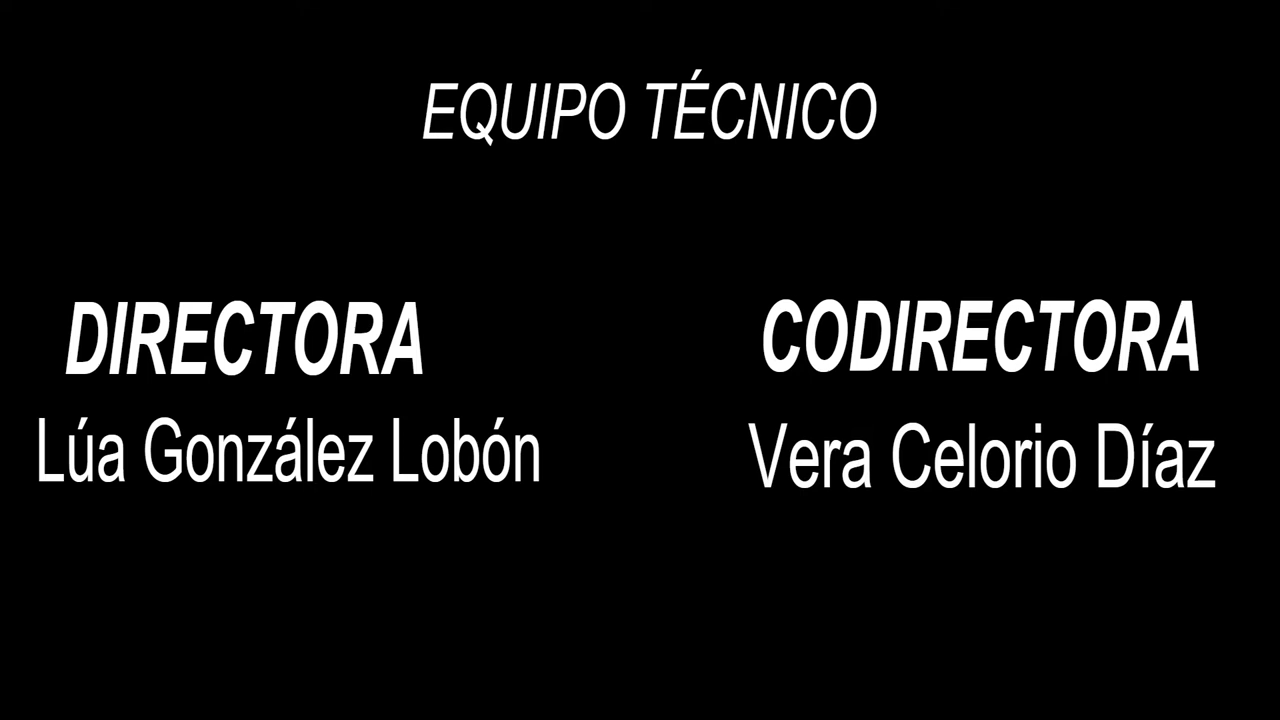 EQUIPO TÉCNICO
DIRECTORA
Lúa González Lobón
CODIRECTORA
Vera Celorio Díaz